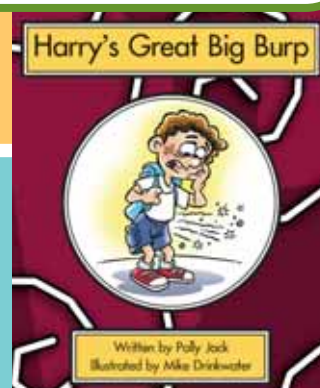 Harry's Great Big Burp
Written by Polly Jack
Illustrated by Mike Drinkwater